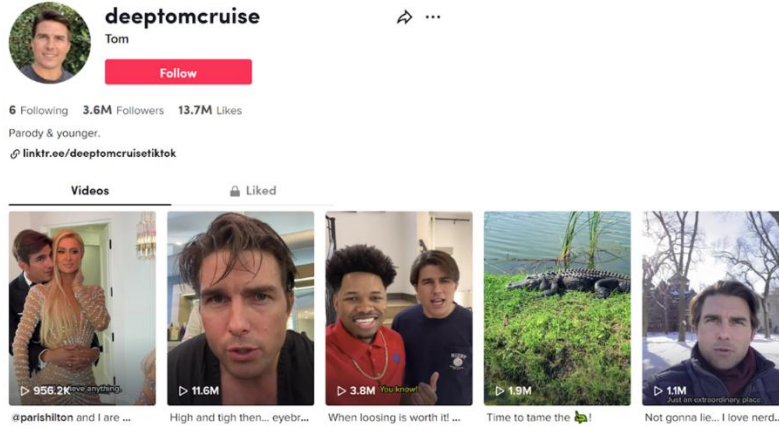 deeptomcruise
Tom
Follow
6 Following 3.6M Followers 13.7M Likes
Parody & younger.
linktr.ee/deeptomcruisetiktok
Videos
Liked
956.2K
eve anything.
11.6M
3.8M You know!
1.9M
1.1M
Just an extraordinary place
@parishilton and I are ...
High and tigh then... eyebr...
When loosing is worth it! ...
Time to tame the 🐊!
Not gonna lie... I love nerd...